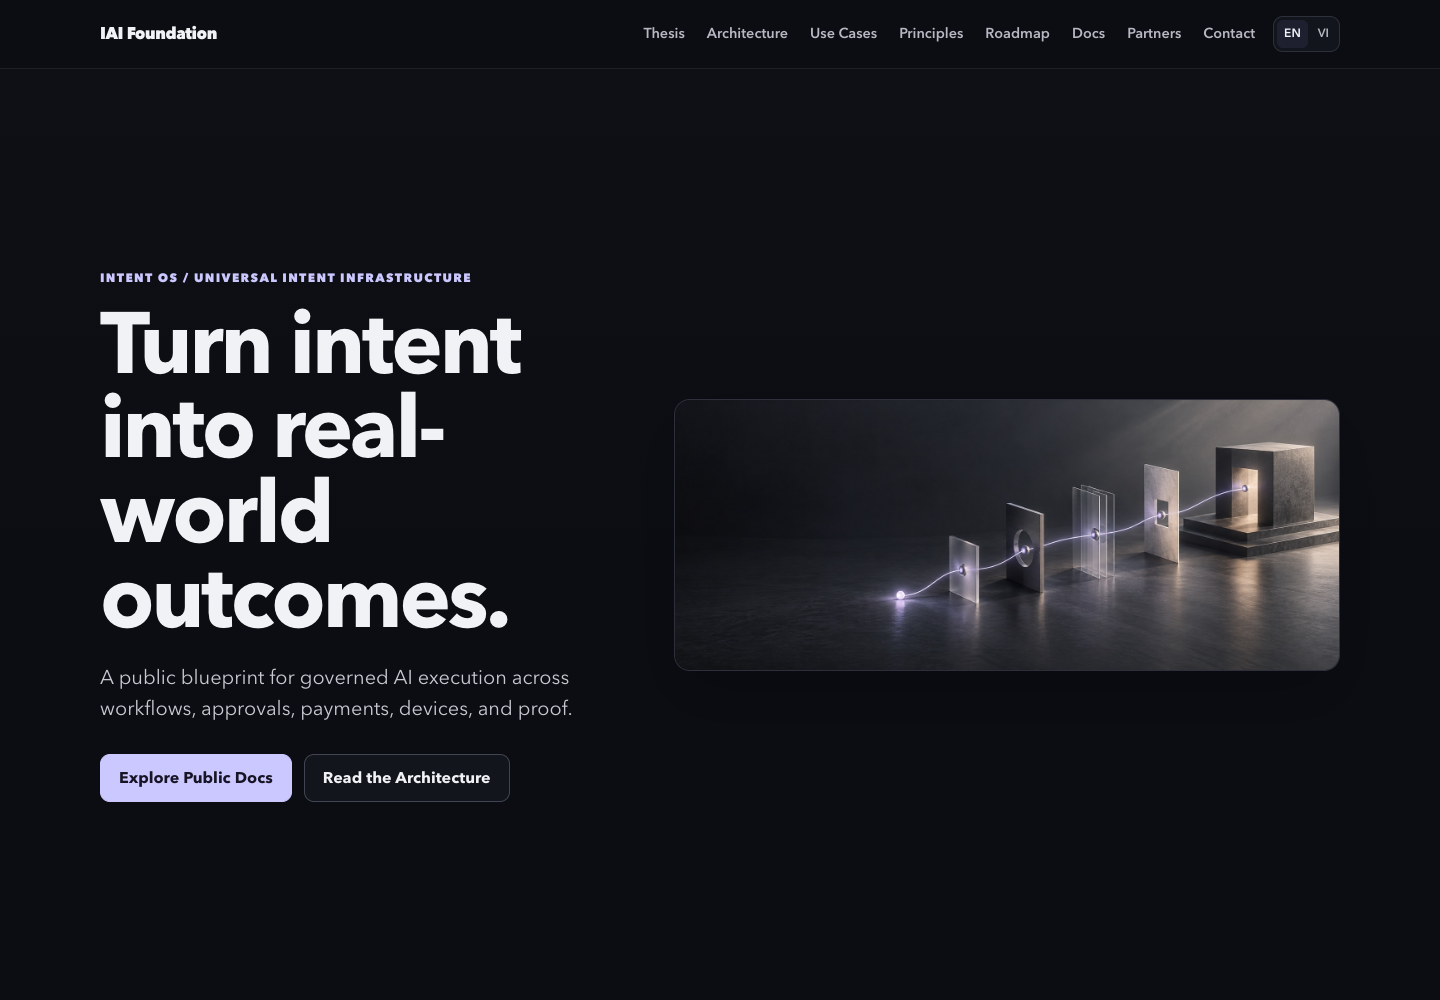 IAI Foundation
Thesis
Architecture
Use Cases
Principles
Roadmap
Docs
Partners
Contact
EN
VI
INTENT OS / UNIVERSAL INTENT INFRASTRUCTURE
Turn intent
into real-
world
outcomes.
A public blueprint for governed AI execution across
workflows, approvals, payments, devices, and proof.
Explore Public Docs
Read the Architecture